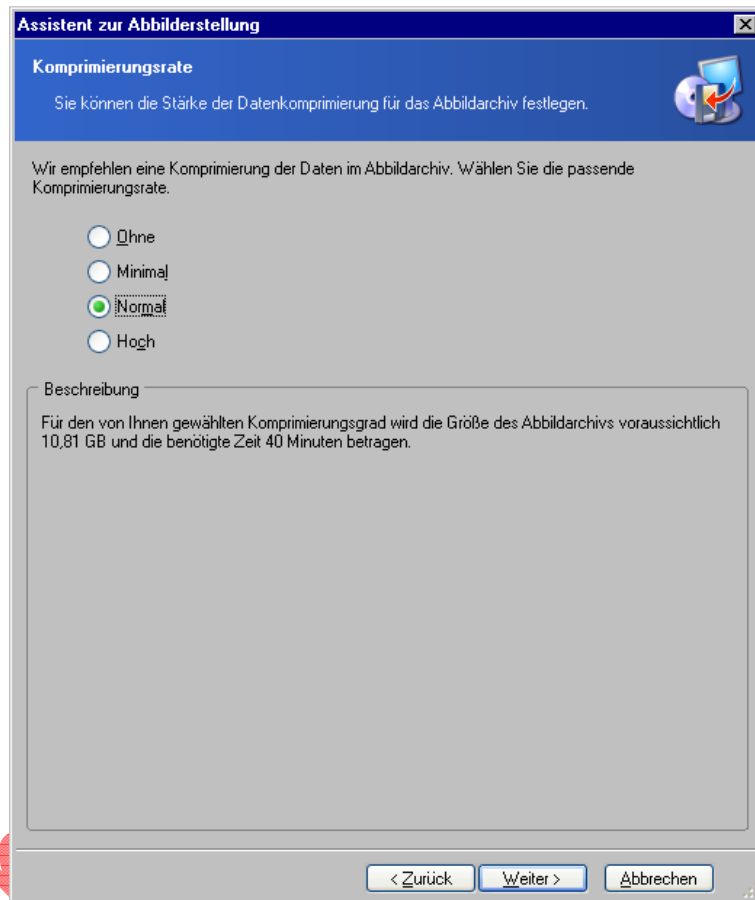 Assistent zur Abbilderstellung
Komprimierungsrate
Sie können die Stärke der Datenkomprimierung für das Abbildarchiv festlegen.
Wir empfehlen eine Komprimierung der Daten im Abbildarchiv. Wählen Sie die passende
Komprimierungsrate.
Ohne
Minimal
Normal
Hoch
Beschreibung
Für den von Ihnen gewählten Komprimierungsgrad wird die Größe des Abbildarchivs voraussichtlich
10,81 GB und die benötigte Zeit 40 Minuten betragen.
< Zurück Weiter > Abbrechen